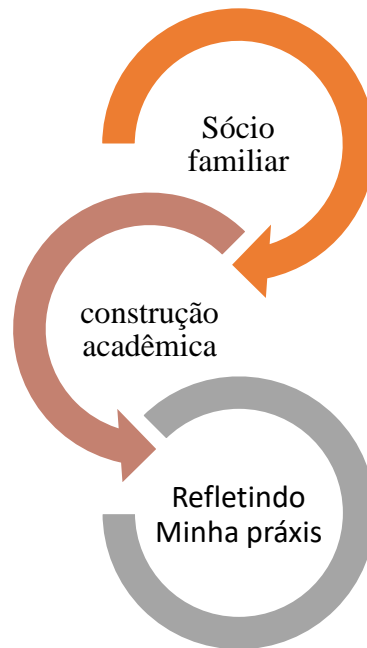 Sócio
familiar
construção
acadêmica
Refletindo
Minha práxis